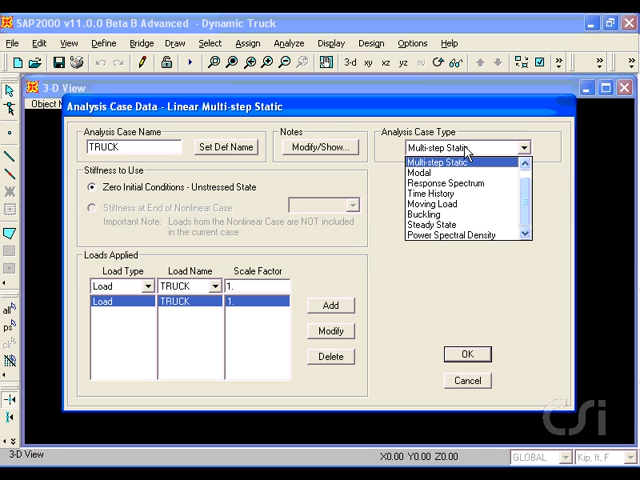 SAP2000 v11.0.0 Beta B Advanced - Dynamic Truck
File Edit View Define Bridge Draw Select Assign Analyze Display Design Options Help
3-d xy xz yz nv
3-D View
Object
Analysis Case Data - Linear Multi-step Static
Analysis Case Name
TRUCK
Set Def Name
Notes
Modify/Show...
Analysis Case Type
Multi-step Static
Multi-step Static
Modal
Response Spectrum
Time History
Moving Load
Buckling
Steady State
Power Spectral Density
Stiffness to Use
Zero Initial Conditions - Unstressed State
Stiffness at End of Nonlinear Case
Important Note: Loads from the Nonlinear Case are NOT included
in the current case
Loads Applied
Load Type Load Name Scale Factor
Load TRUCK 1.
Load TRUCK 1.
Add
Modify
Delete
OK
Cancel
all
ps
clr
CSi
3-D View X0.00 Y0.00 Z0.00 GLOBAL Kip, ft, F